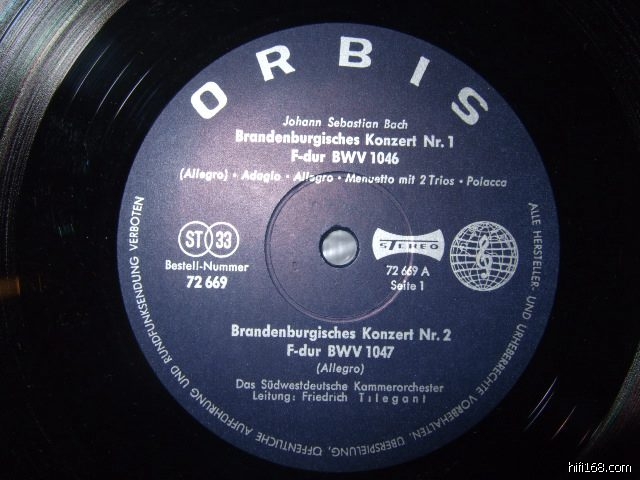 ORBIS
Johann Sebastian Bach
Brandenburgisches Konzert Nr. 1
F-dur BWV 1046
(Allegro) • Adagio • Allegro • Menuetto mit 2 Trios • Polacca
ST 33
Bestell-Nummer
72 669
STEREO
72 669 A
Seite 1
Brandenburgisches Konzert Nr. 2
F-dur BWV 1047
(Allegro)
Das Südwestdeutsche Kammerorchester
Leitung: Friedrich Tilegant
ALLE HERSTELLER- UND URHEBERRECHTE VORBEHALTEN, ÜBERSPIELUNG, ÖFFENTLICHE AUFFÜHRUNG UND RUNDFUNKSENDUNG VERBOTEN
hifi168.com